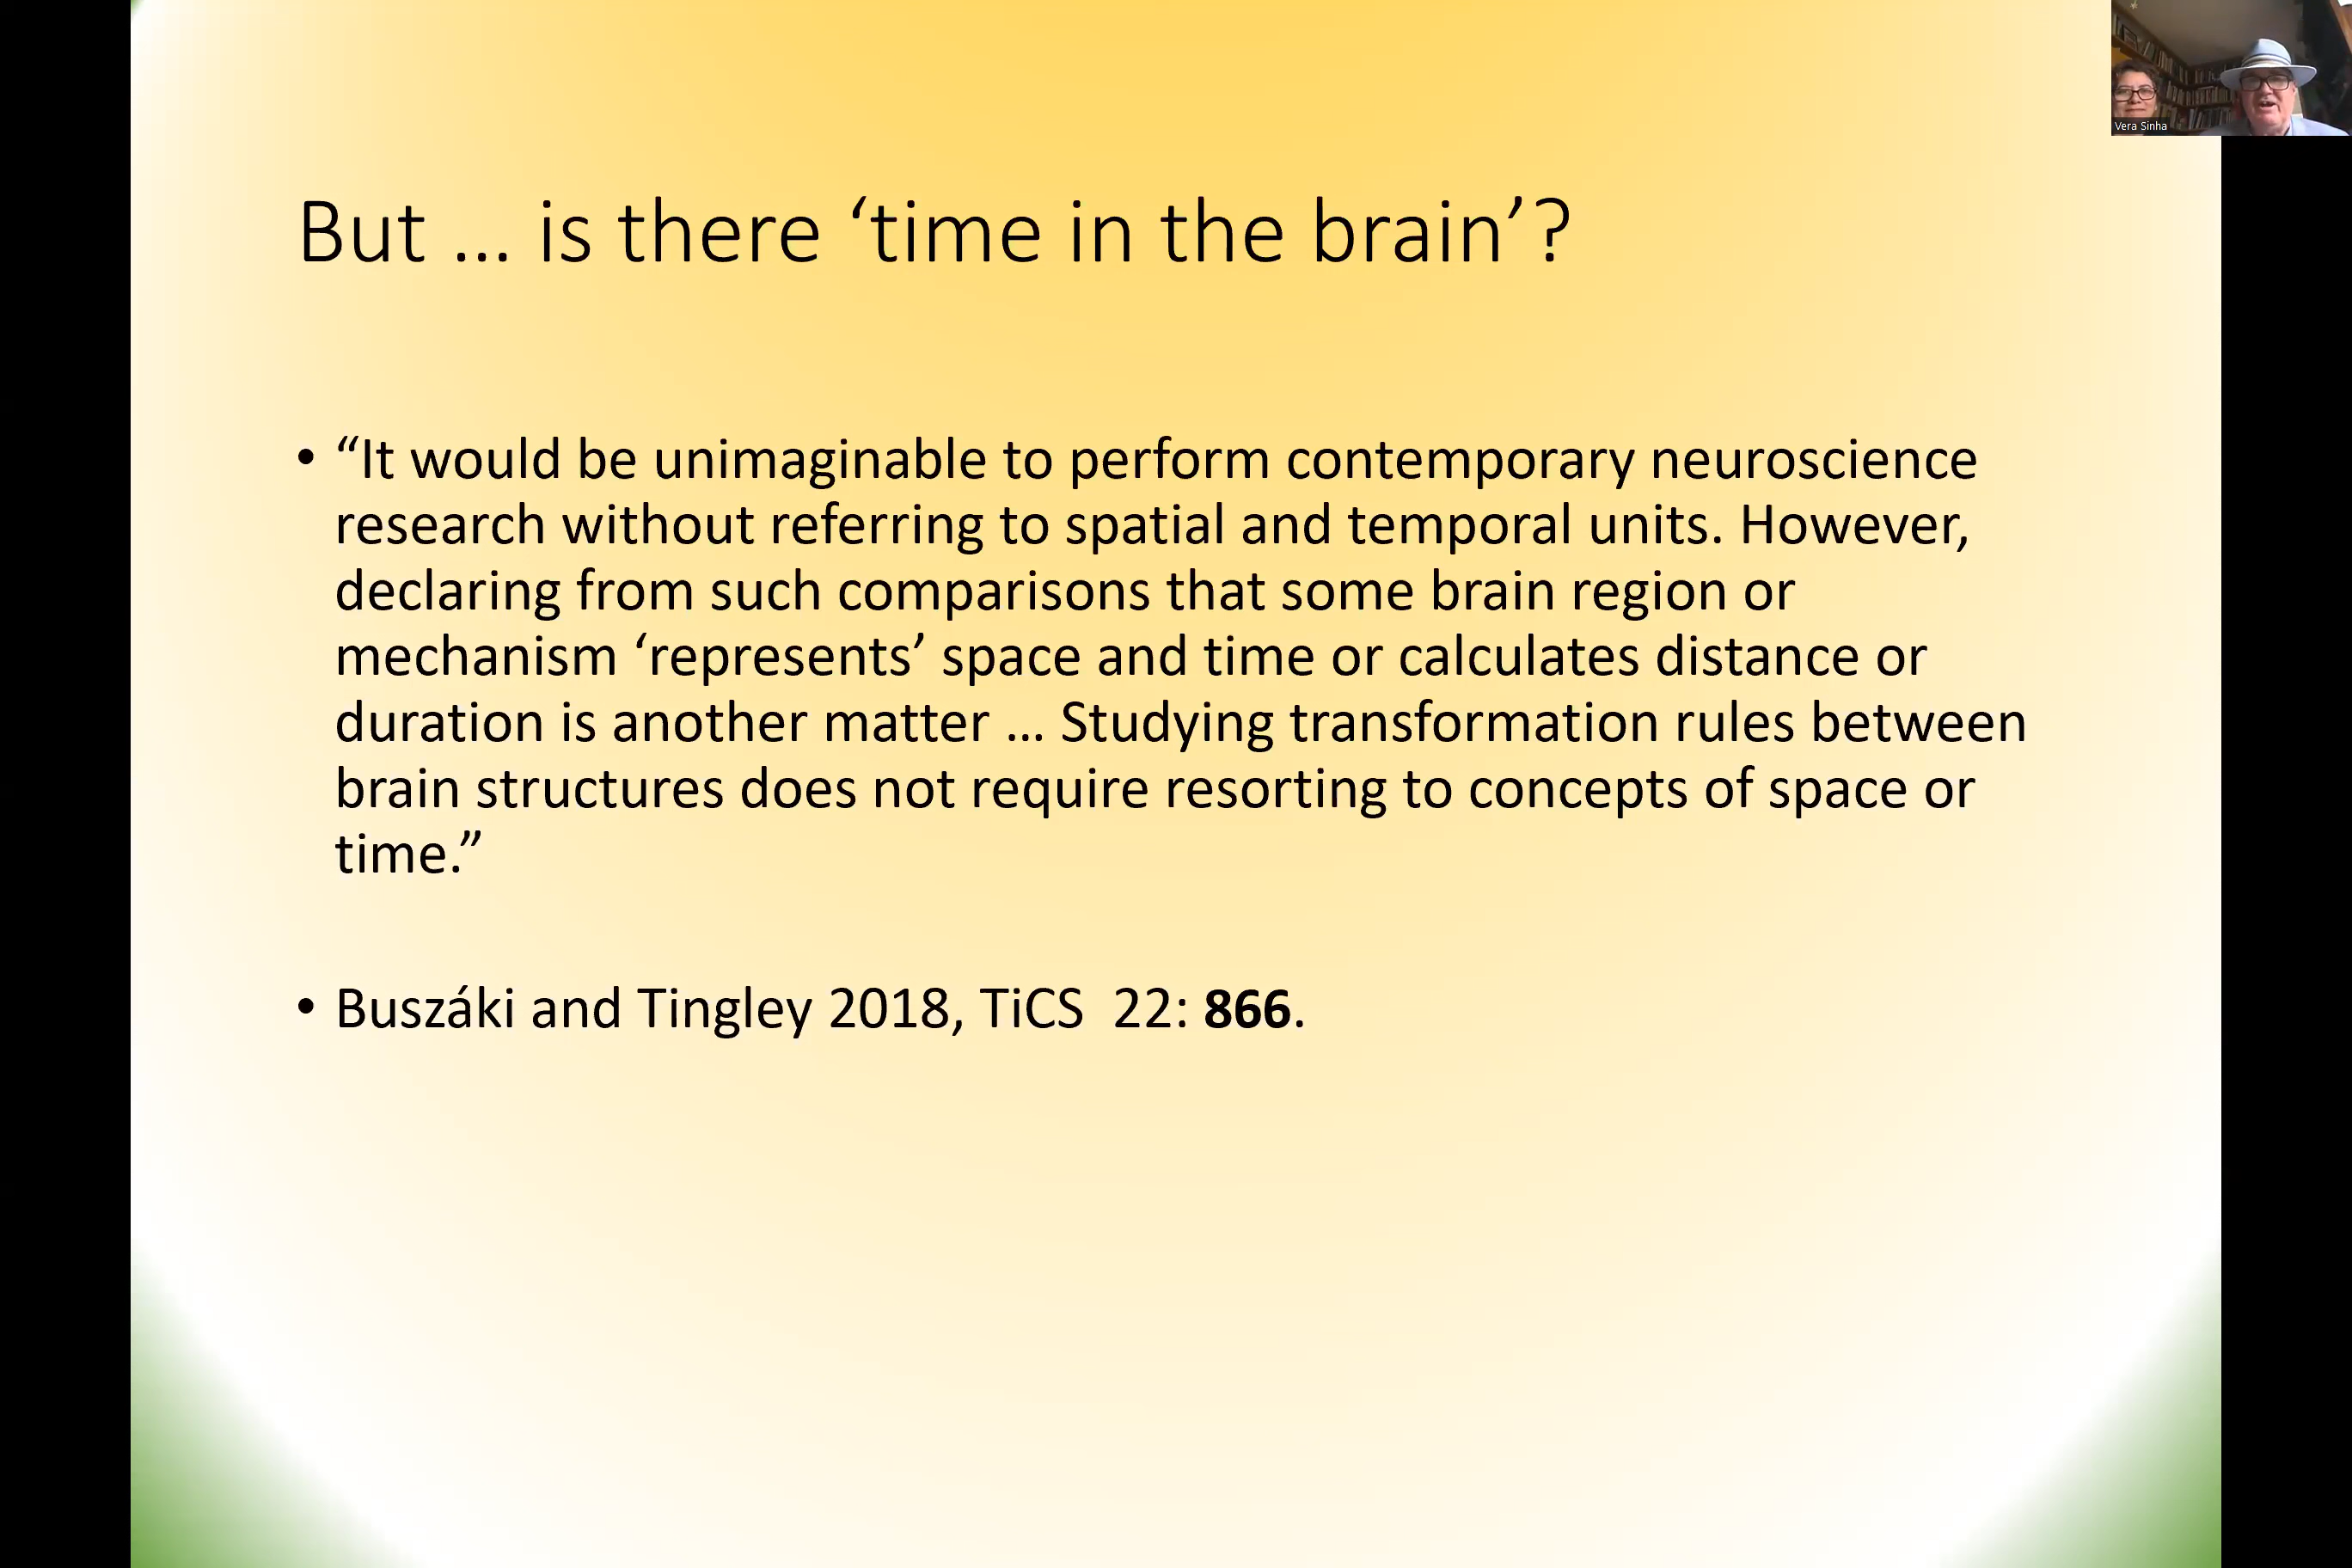 Vera Sinha
But ... is there ‘time in the brain’?
• “It would be unimaginable to perform contemporary neuroscience
research without referring to spatial and temporal units. However,
declaring from such comparisons that some brain region or
mechanism ‘represents’ space and time or calculates distance or
duration is another matter ... Studying transformation rules between
brain structures does not require resorting to concepts of space or
time.”
• Buszáki and Tingley 2018, TiCS  22: 866.